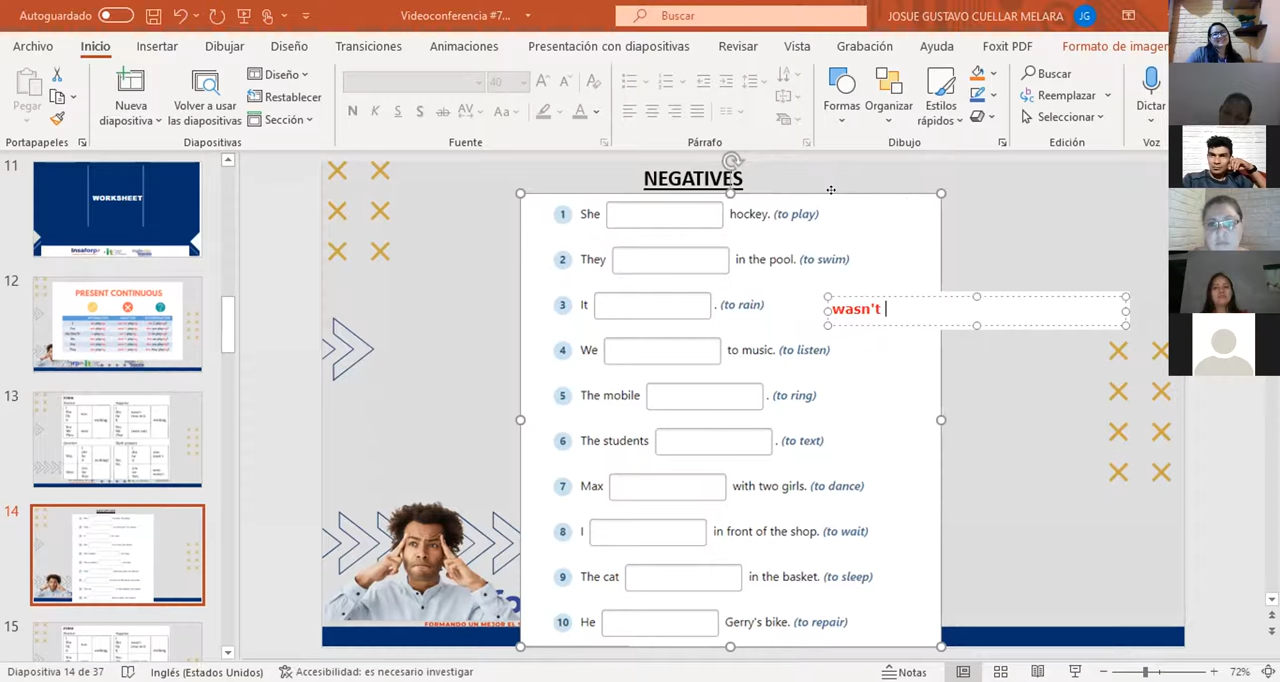 Autoguardado
Videoconferencia #7...
Buscar
JOSUE GUSTAVO CUELLAR MELARA JG
Archivo Inicio Insertar Dibujar Diseño Transiciones Animaciones Presentación con diapositivas Revisar Vista Grabación Ayuda Foxit PDF Formato de imagen
Pegar
Nueva diapositiva
Volver a usar las diapositivas
Diseño
Restablecer
Sección
40
N K S S ab AV Aa A
Formas Organizar Estilos rápidos
Buscar
Reemplazar
Seleccionar
Dictar
Portapapeles Diapositivas Fuente Párrafo Dibujo Edición Voz
11
WORKSHEET
Insaforp
12
PRESENT CONTINUOUS
13
14
15
NEGATIVES
1 She hockey. (to play)
2 They in the pool. (to swim)
3 It . (to rain)
wasn't
4 We to music. (to listen)
5 The mobile . (to ring)
6 The students . (to text)
7 Max with two girls. (to dance)
8 I in front of the shop. (to wait)
9 The cat in the basket. (to sleep)
10 He Gerry's bike. (to repair)
FORMANDO UN MEJOR EL S
Diapositiva 14 de 37 Inglés (Estados Unidos) Accesibilidad: es necesario investigar Notas 72%